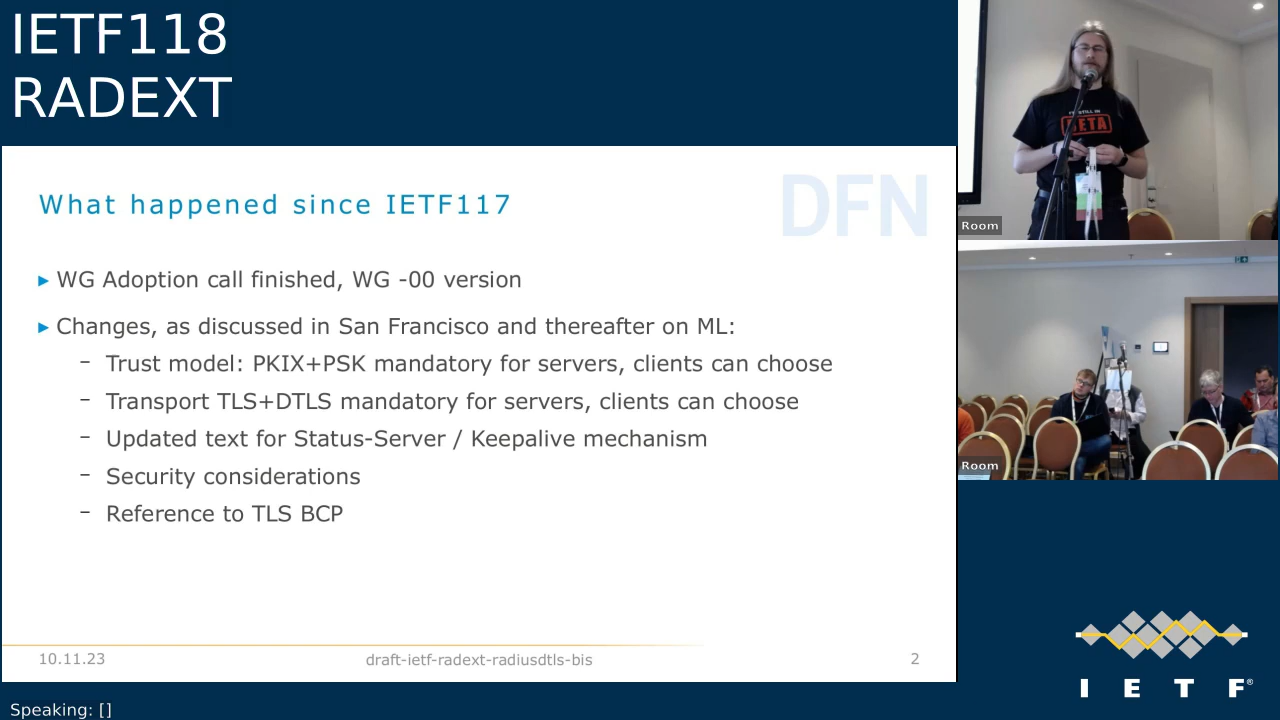 IETF118
RADEXT
What happened since IETF117
DFN
▸ WG Adoption call finished, WG -00 version
▸ Changes, as discussed in San Francisco and thereafter on ML:
– Trust model: PKIX+PSK mandatory for servers, clients can choose
– Transport TLS+DTLS mandatory for servers, clients can choose
– Updated text for Status-Server / Keepalive mechanism
– Security considerations
– Reference to TLS BCP
10.11.23
draft-ietf-radext-radiusdtls-bis
2
Speaking: []
STILL IN
BETA
Room
Room
I E T F®